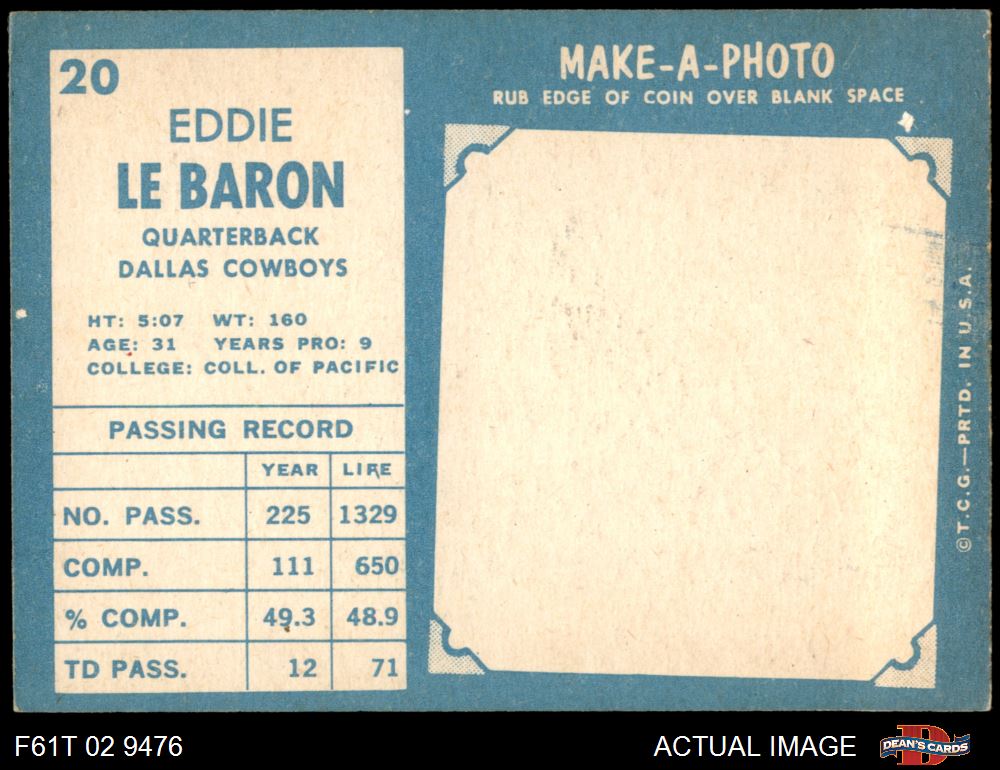 20
EDDIE
LE BARON
QUARTERBACK
DALLAS COWBOYS
HT: 5:07 WT: 160
AGE: 31 YEARS PRO: 9
COLLEGE: COLL. OF PACIFIC
PASSING RECORD
YEAR LIFE
NO. PASS. 225 1329
COMP. 111 650
% COMP. 49.3 48.9
TD PASS. 12 71
MAKE-A-PHOTO
RUB EDGE OF COIN OVER BLANK SPACE
©T.C.G.—PRTD. IN U.S.A.
F61T 02 9476
ACTUAL IMAGE
D
DEAN'S CARDS